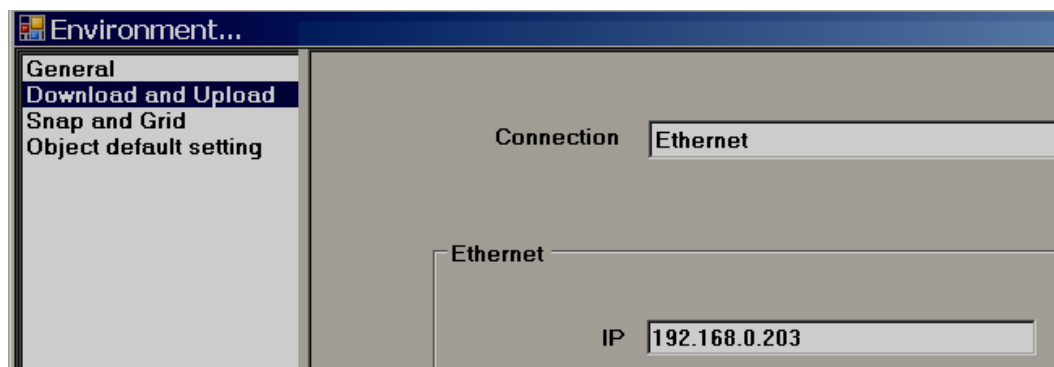 Environment...
General
Download and Upload
Snap and Grid
Object default setting
Connection
Ethernet
Ethernet
IP
192.168.0.203